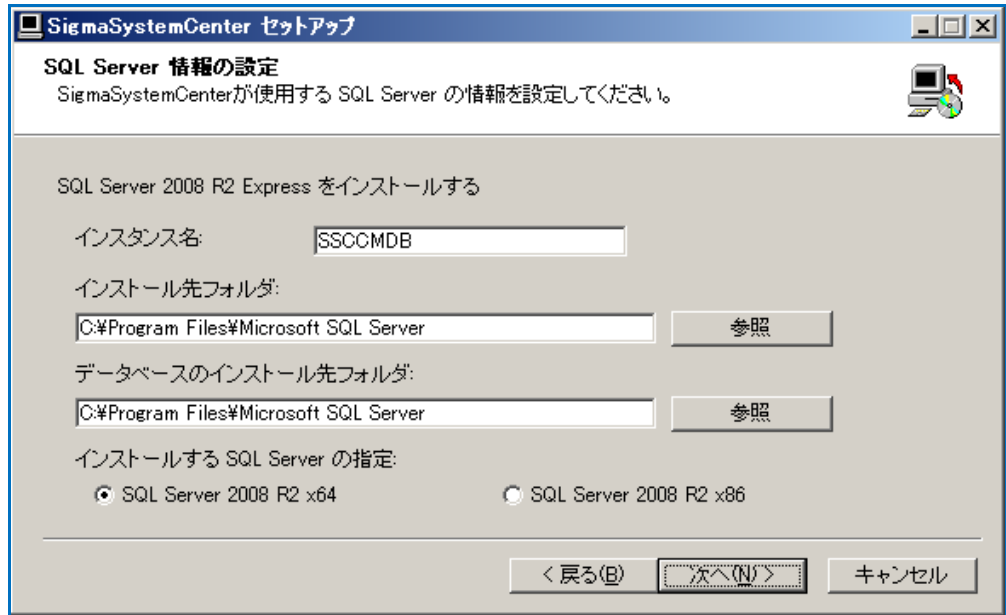 SigmaSystemCenter セットアップ
SQL Server 情報の設定
SigmaSystemCenterが使用する SQL Server の情報を設定してください。
SQL Server 2008 R2 Express をインストールする
インスタンス名: SSCCMDB
インストール先フォルダ:
C:¥Program Files¥Microsoft SQL Server 参照
データベースのインストール先フォルダ:
C:¥Program Files¥Microsoft SQL Server 参照
インストールする SQL Server の指定:
SQL Server 2008 R2 x64 SQL Server 2008 R2 x86
< 戻る(B) 次へ(N) > キャンセル